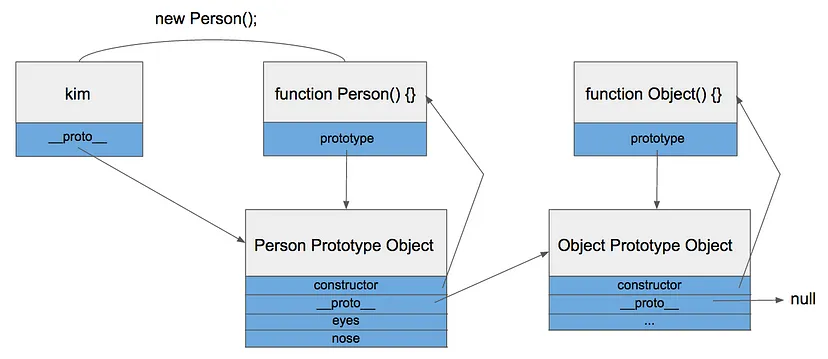 new Person();
kim
function Person() {}
function Object() {}
__proto__
prototype
prototype
Person Prototype Object
Object Prototype Object
constructor
constructor
__proto__
__proto__
null
eyes
...
nose